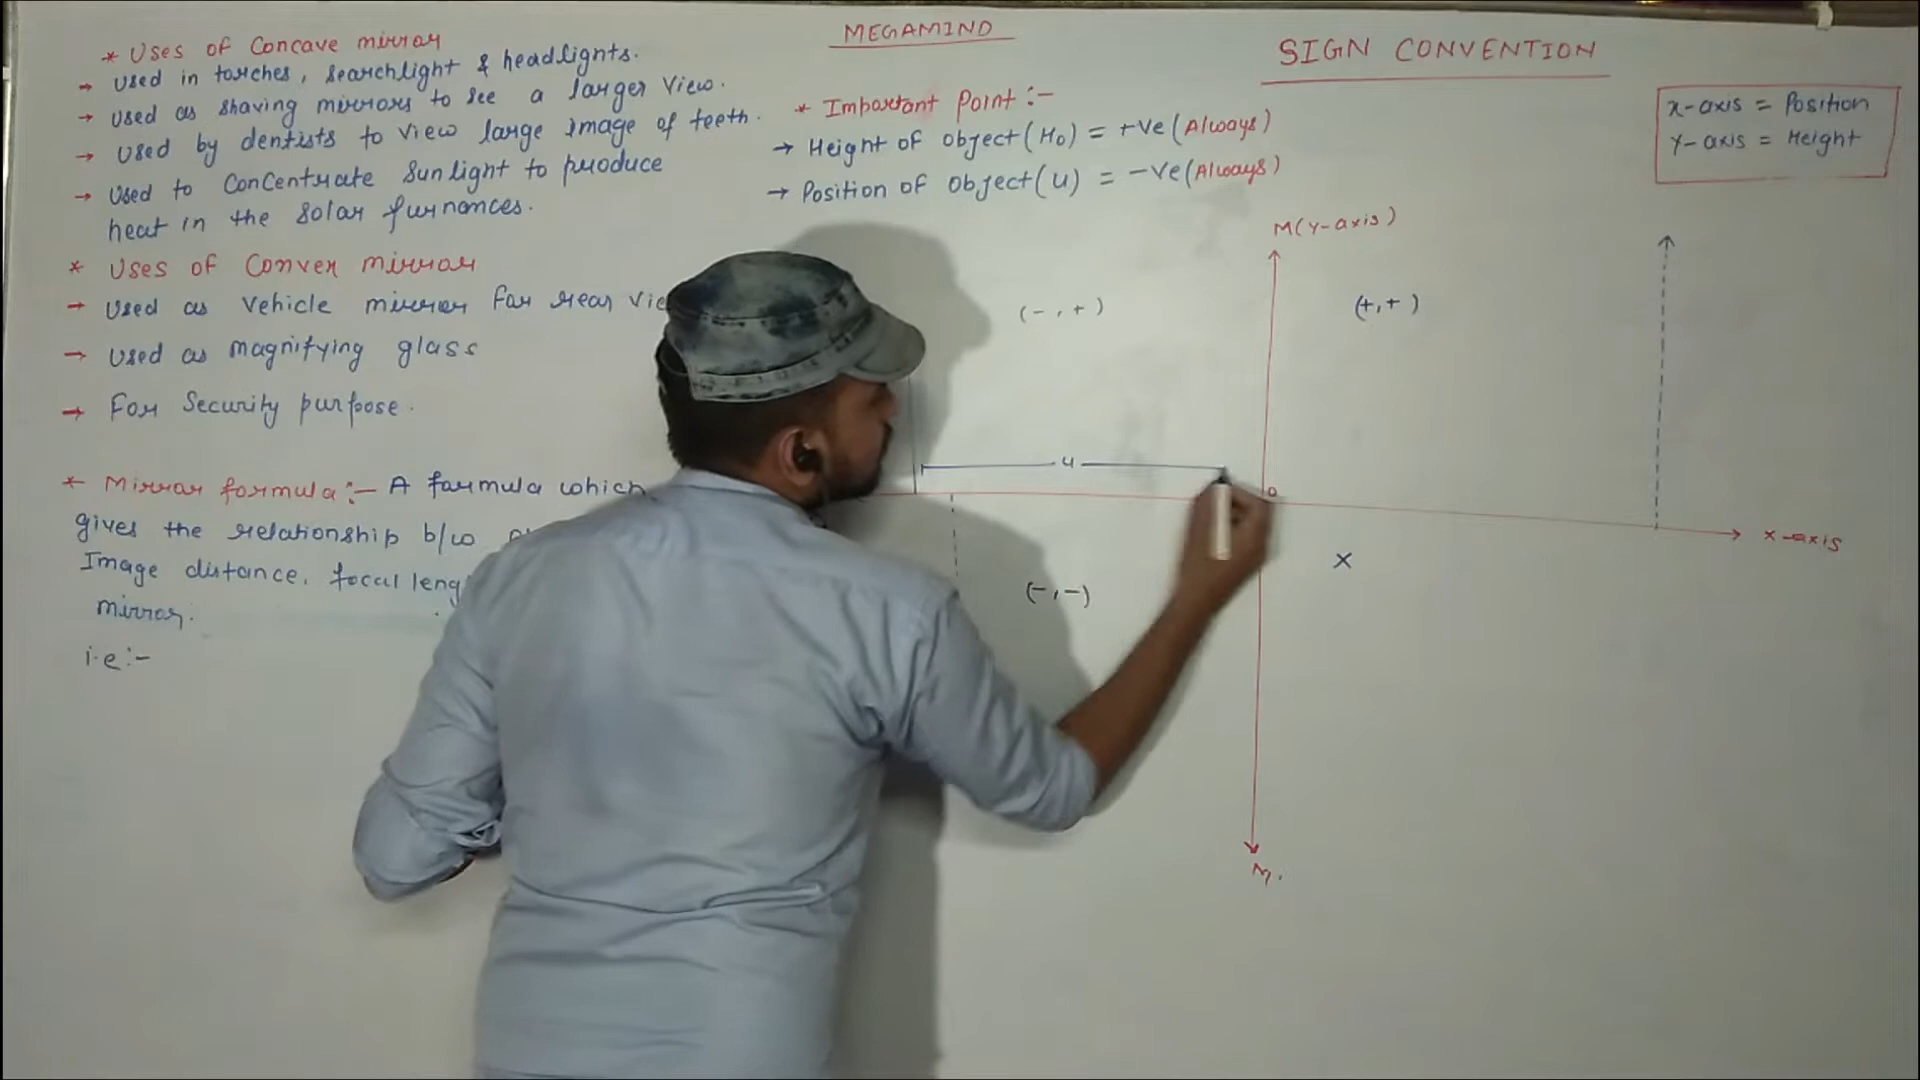 * Uses of Concave mirror
→ Used in torches, searchlight & headlights.
→ Used as shaving mirrors to see a larger view.
→ Used by dentists to view large image of teeth.
→ Used to Concentrate Sunlight to produce
heat in the solar furnances.
* Uses of Convex mirror
→ Used as vehicle mirror for rear
→ Used as magnifying glass
→ For Security purpose.
* Mirror formula :- A formula which
gives the relationship b/w
Image distance, focal
mirror.
i.e :-
MEGAMIND
* Important Point :-
→ Height of object (Ho) = +ve (Always)
→ Position of object (u) = -ve (Always)
SIGN CONVENTION
x-axis = Position
Y-axis = Height
M(Y-axis)
(-,+)
(+,+)
u
o
x-axis
(-,-)
x